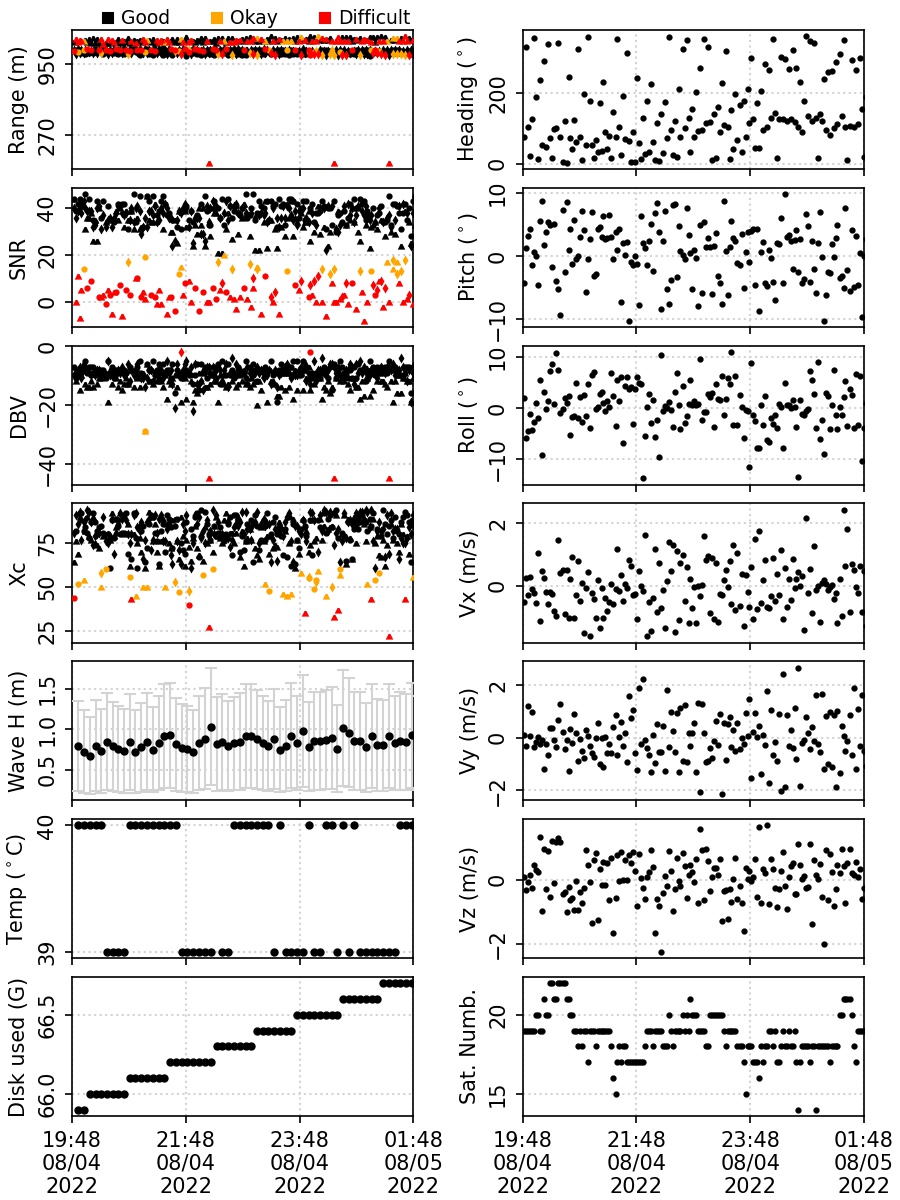 Good Okay Difficult
Range (m)
950
270
Heading (°)
200
0
SNR
40
20
0
Pitch (°)
10
0
−10
DBV
0
−20
−40
Roll (°)
10
0
−10
Xc
75
50
25
Vx (m/s)
2
0
Wave H (m)
1.5
1.0
0.5
Vy (m/s)
2
0
−2
Temp (°C)
40
39
Vz (m/s)
0
−2
Disk used (G)
66.5
66.0
Sat. Numb.
20
15
19:48 21:48 23:48 01:48 19:48 21:48 23:48 01:48
08/04 08/04 08/04 08/05 08/04 08/04 08/04 08/05
2022 2022 2022 2022 2022 2022 2022 2022